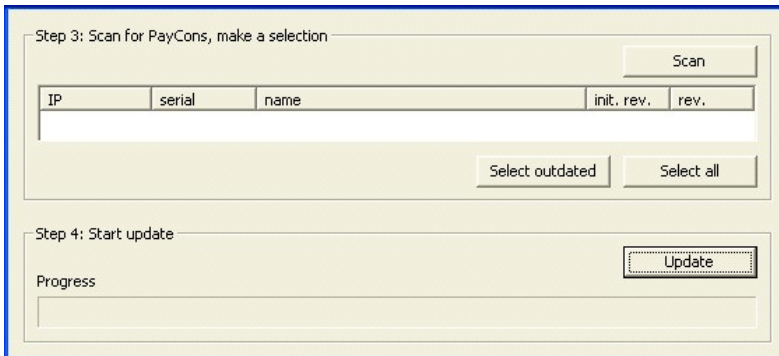 Step 3: Scan for PayCons, make a selection
Scan
IP serial name init. rev. rev.
Select outdated Select all
Step 4: Start update
Update
Progress